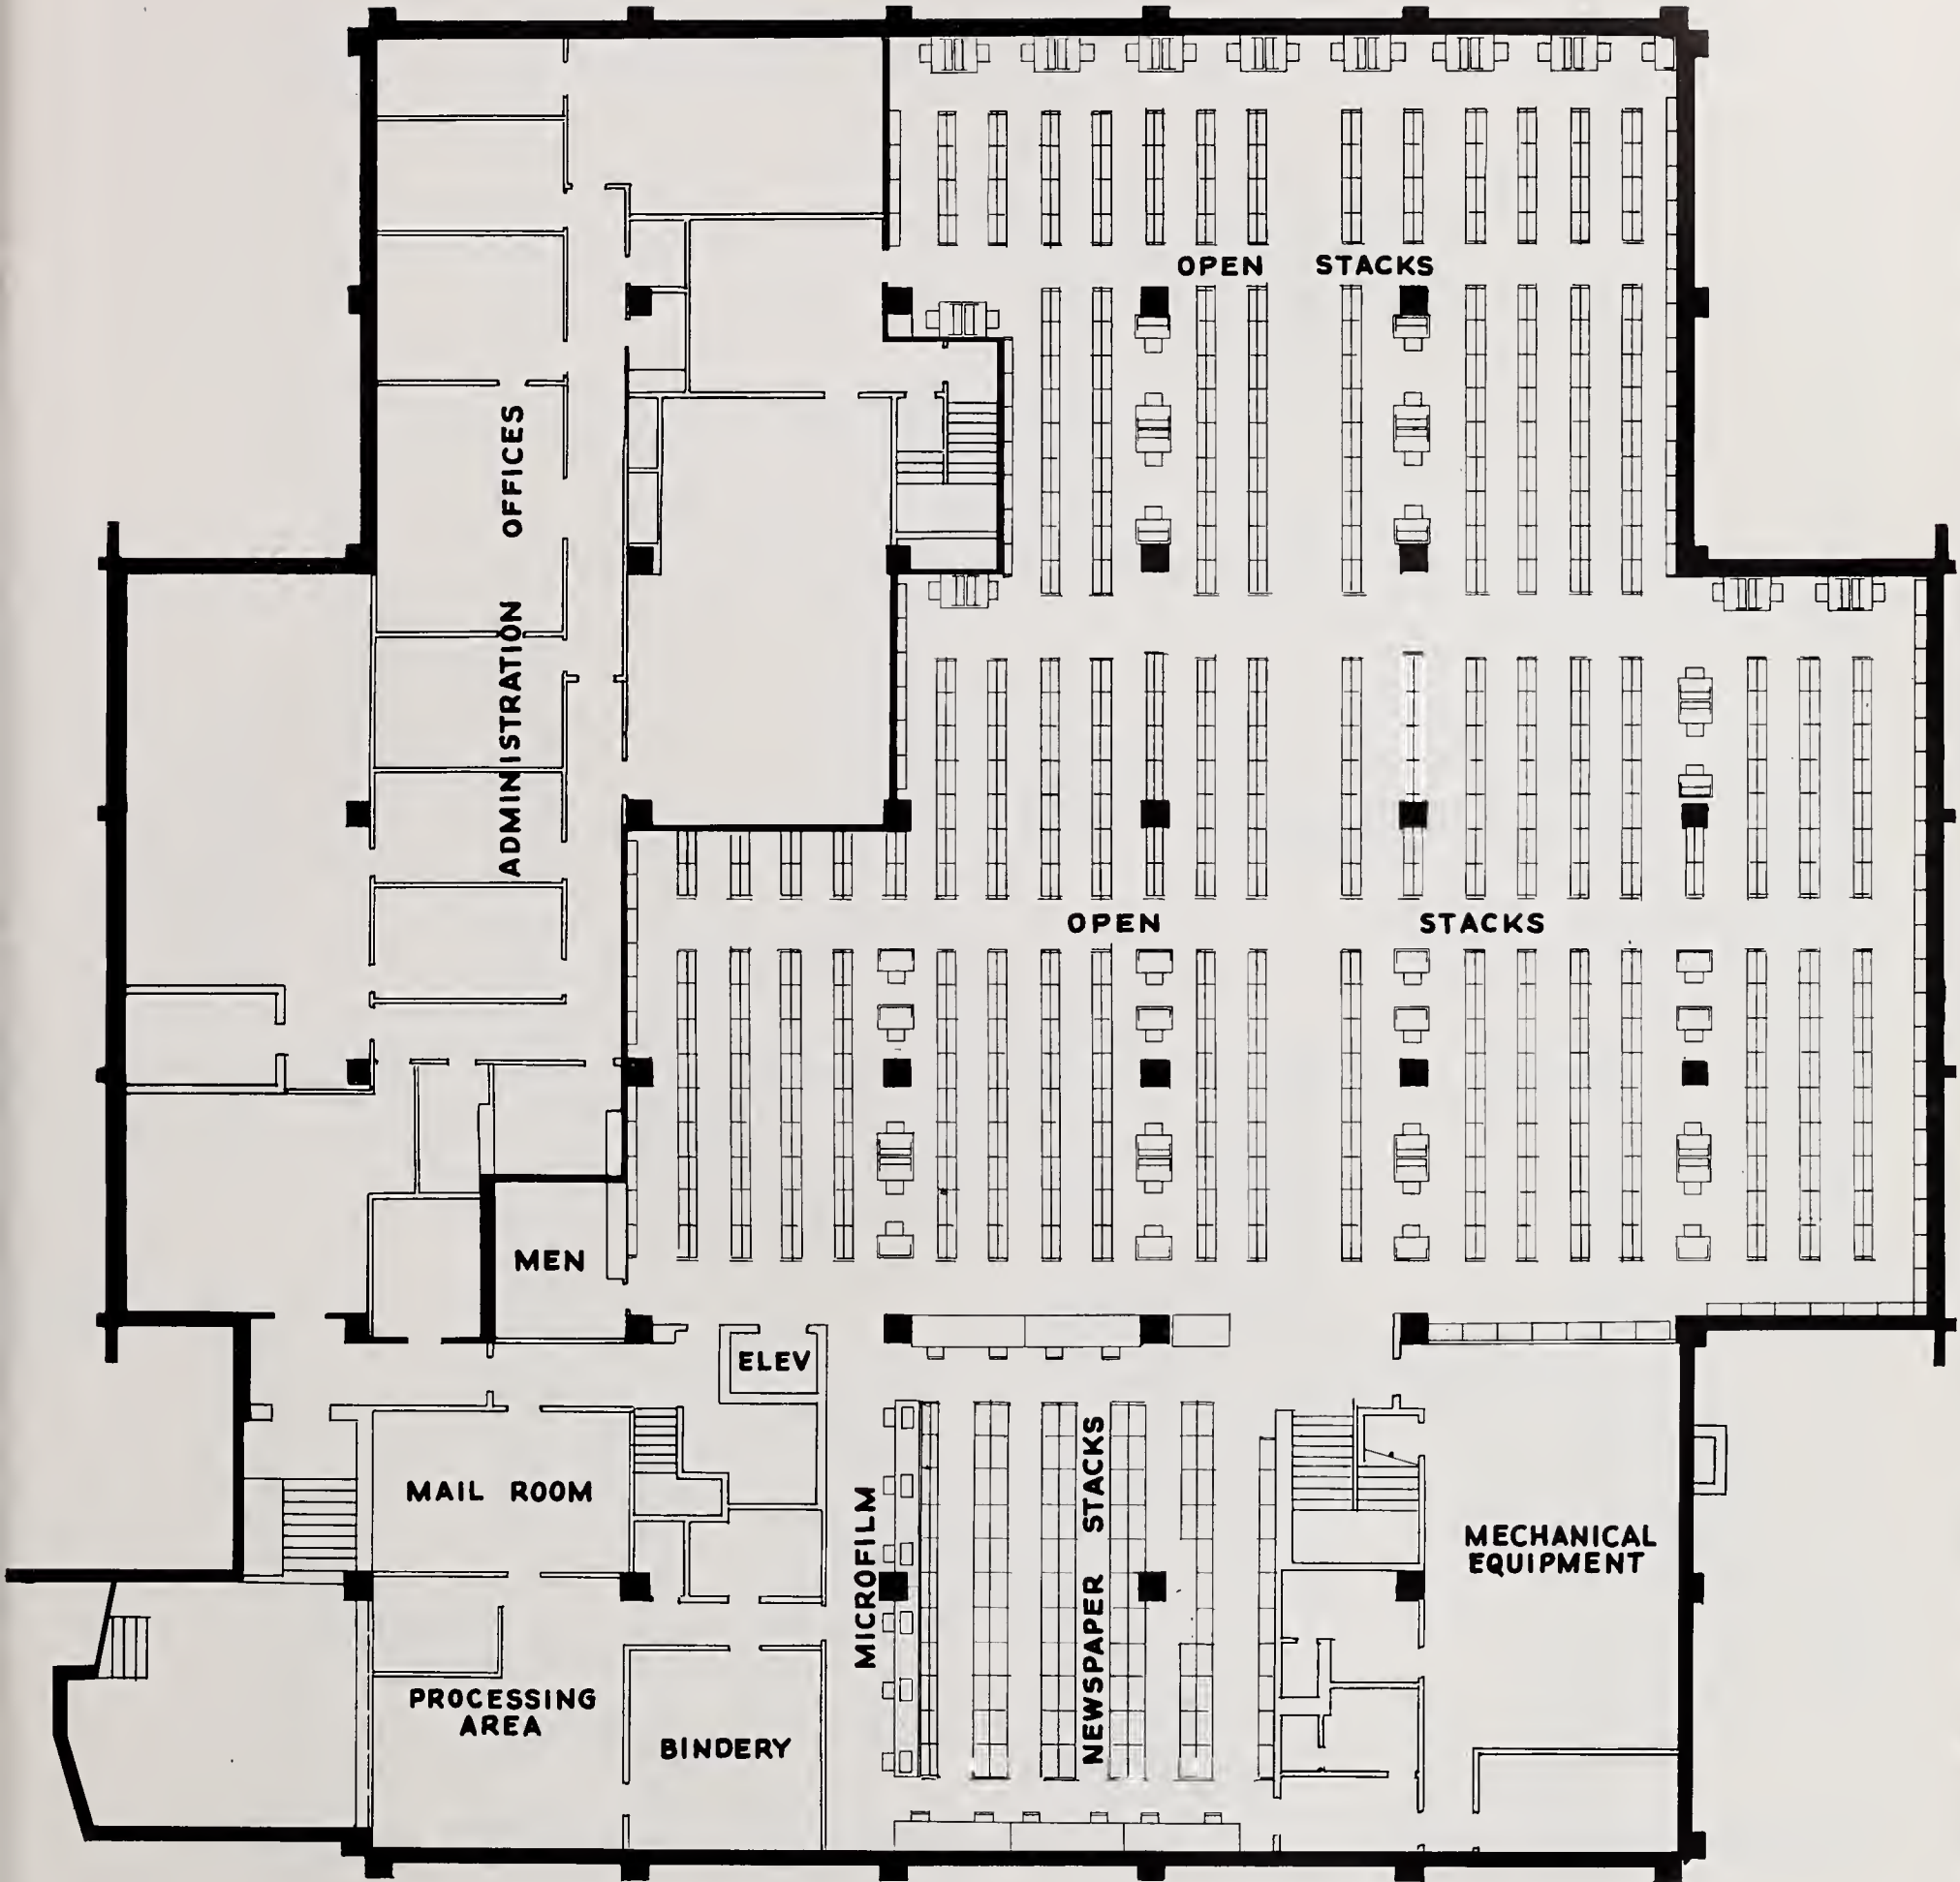 OPEN STACKS
ADMINISTRATION OFFICES
OPEN STACKS
MEN
ELEV
MAIL ROOM
MICROFILM
NEWSPAPER STACKS
MECHANICAL
EQUIPMENT
PROCESSING
AREA
BINDERY